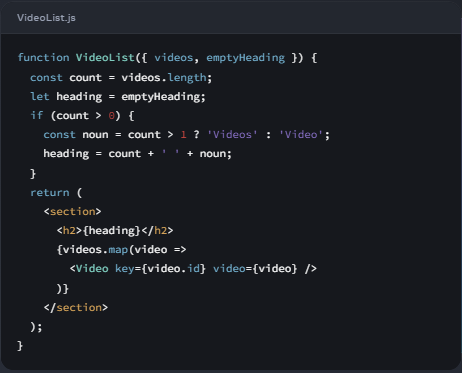 VideoList.js
function VideoList({ videos, emptyHeading }) {
  const count = videos.length;
  let heading = emptyHeading;
  if (count > 0) {
    const noun = count > 1 ? 'Videos' : 'Video';
    heading = count + ' ' + noun;
  }
  return (
    <section>
      <h2>{heading}</h2>
      {videos.map(video =>
        <Video key={video.id} video={video} />
      )}
    </section>
  );
}